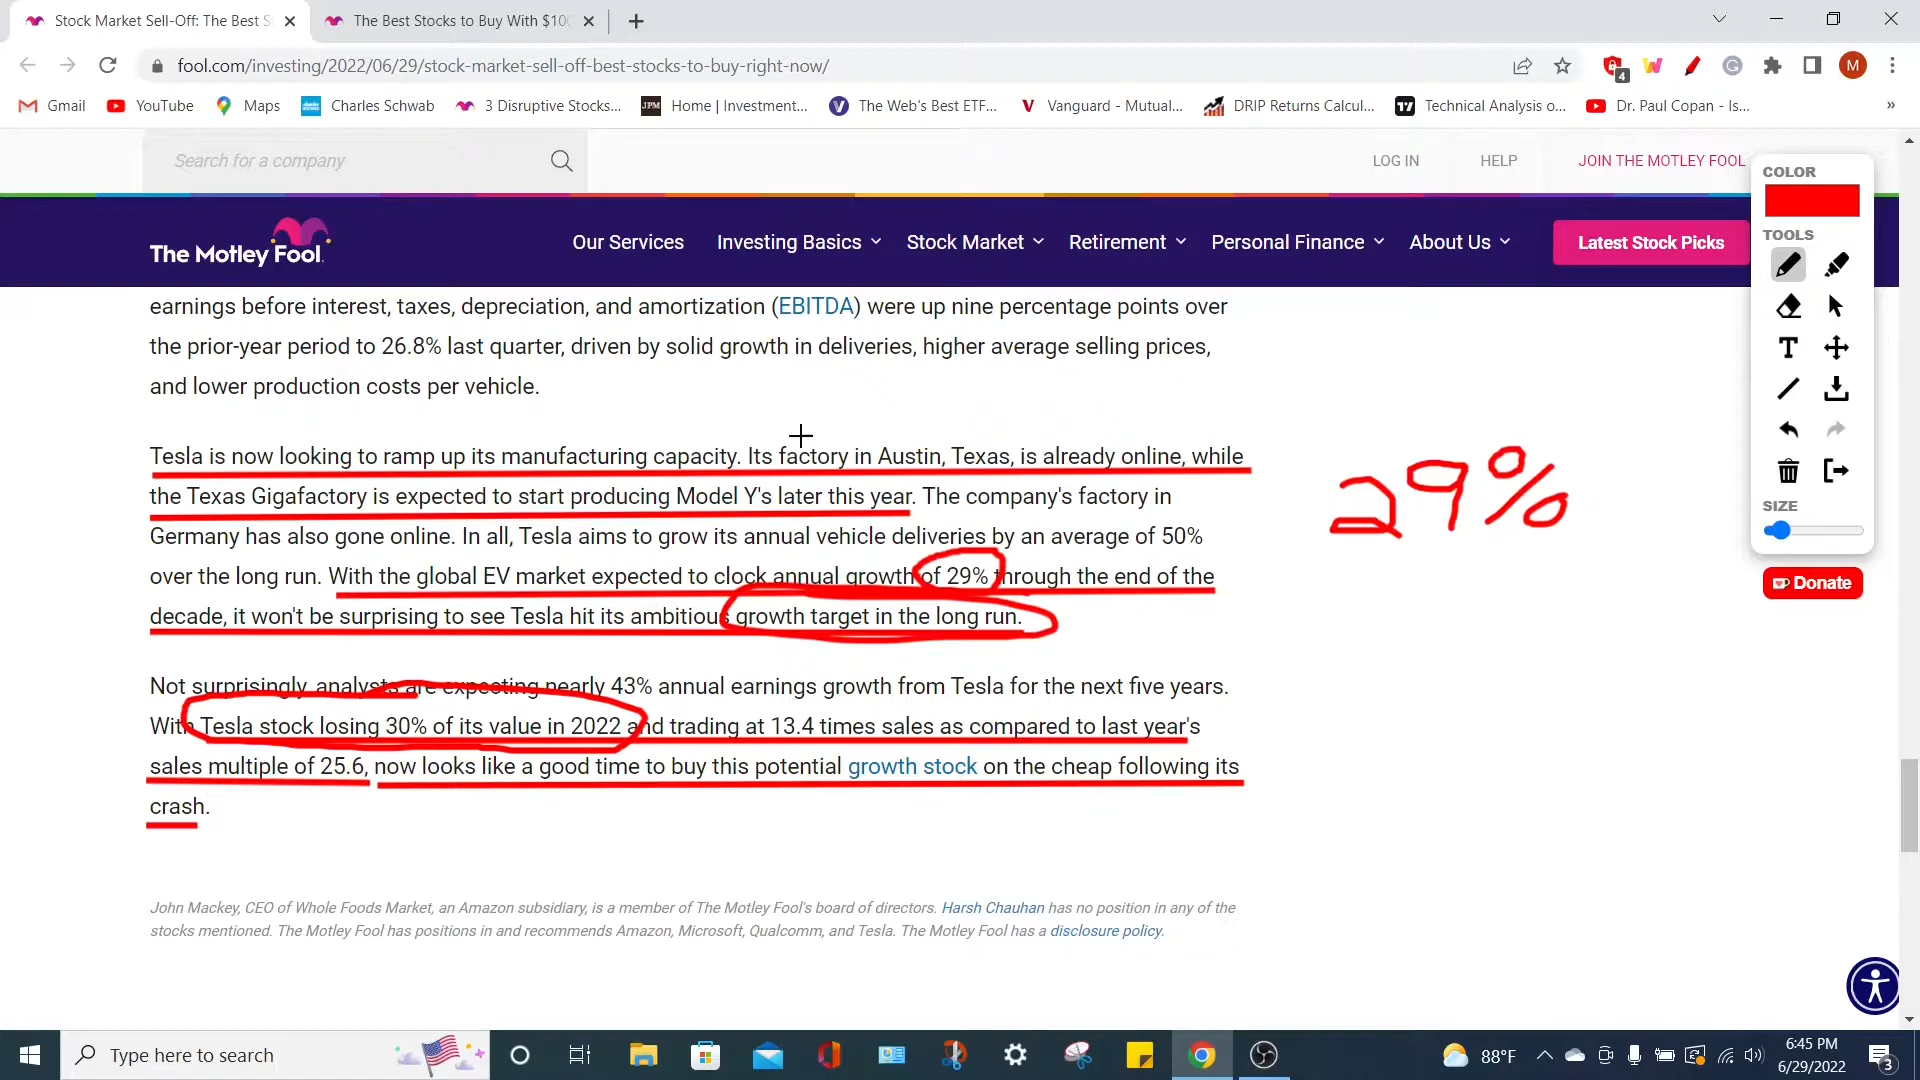 Stock Market Sell-Off: The Best S
The Best Stocks to Buy With $100
fool.com/investing/2022/06/29/stock-market-sell-off-best-stocks-to-buy-right-now/
4
M
Gmail
YouTube
Maps
Charles Schwab
3 Disruptive Stocks...
JPM
Home | Investment...
The Web's Best ETF...
Vanguard - Mutual...
DRIP Returns Calcul...
Technical Analysis o...
Dr. Paul Copan - Is...
»
Search for a company
LOG IN
HELP
JOIN THE MOTLEY FOOL
The Motley Fool
Our Services
Investing Basics
Stock Market
Retirement
Personal Finance
About Us
Latest Stock Picks
COLOR
TOOLS
SIZE
Donate
earnings before interest, taxes, depreciation, and amortization (EBITDA) were up nine percentage points over
the prior-year period to 26.8% last quarter, driven by solid growth in deliveries, higher average selling prices,
and lower production costs per vehicle.
Tesla is now looking to ramp up its manufacturing capacity. Its factory in Austin, Texas, is already online, while
the Texas Gigafactory is expected to start producing Model Y's later this year. The company's factory in
Germany has also gone online. In all, Tesla aims to grow its annual vehicle deliveries by an average of 50%
over the long run. With the global EV market expected to clock annual growth of 29% through the end of the
decade, it won't be surprising to see Tesla hit its ambitious growth target in the long run.
29%
Not surprisingly, analysts are expecting nearly 43% annual earnings growth from Tesla for the next five years.
With Tesla stock losing 30% of its value in 2022 and trading at 13.4 times sales as compared to last year's
sales multiple of 25.6, now looks like a good time to buy this potential growth stock on the cheap following its
crash.
John Mackey, CEO of Whole Foods Market, an Amazon subsidiary, is a member of The Motley Fool's board of directors. Harsh Chauhan has no position in any of the
stocks mentioned. The Motley Fool has positions in and recommends Amazon, Microsoft, Qualcomm, and Tesla. The Motley Fool has a disclosure policy.
Type here to search
88°F
6:45 PM
6/29/2022
3